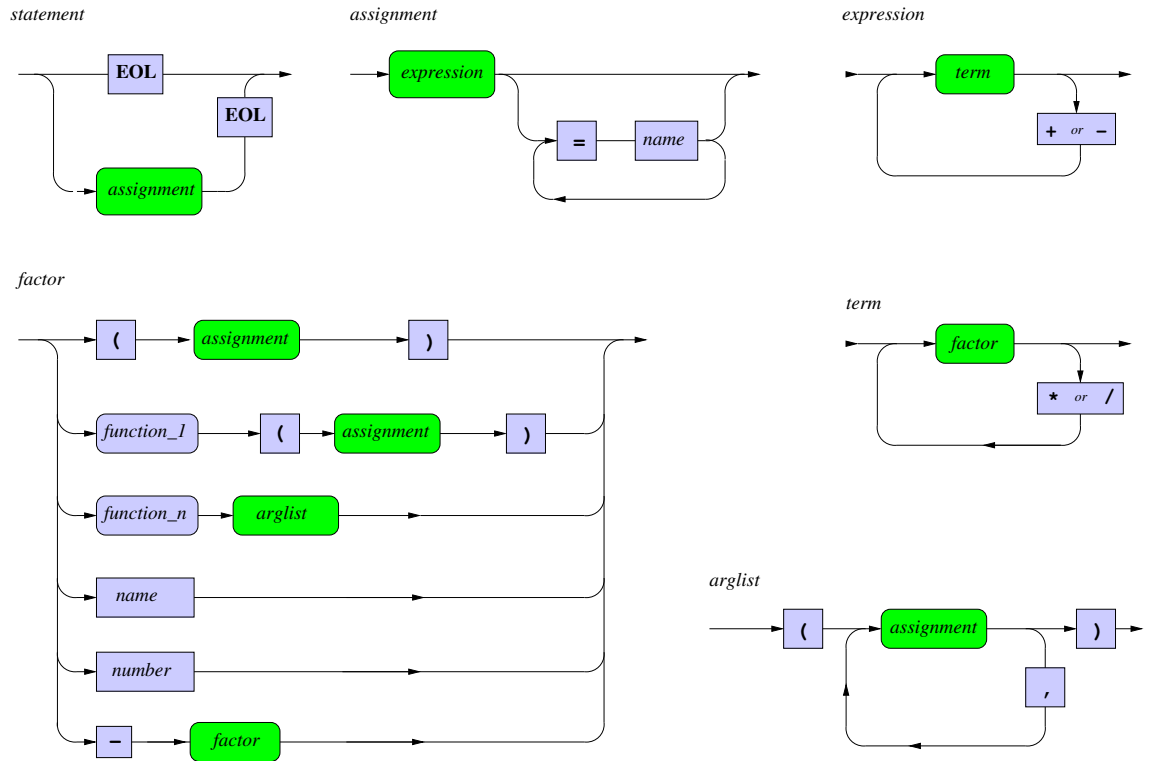 statement
EOL
EOL
assignment
assignment
expression
= name
expression
term
+ or -
factor
( assignment )
function_1 ( assignment )
function_n arglist
name
number
- factor
term
factor
* or /
arglist
( assignment )
,